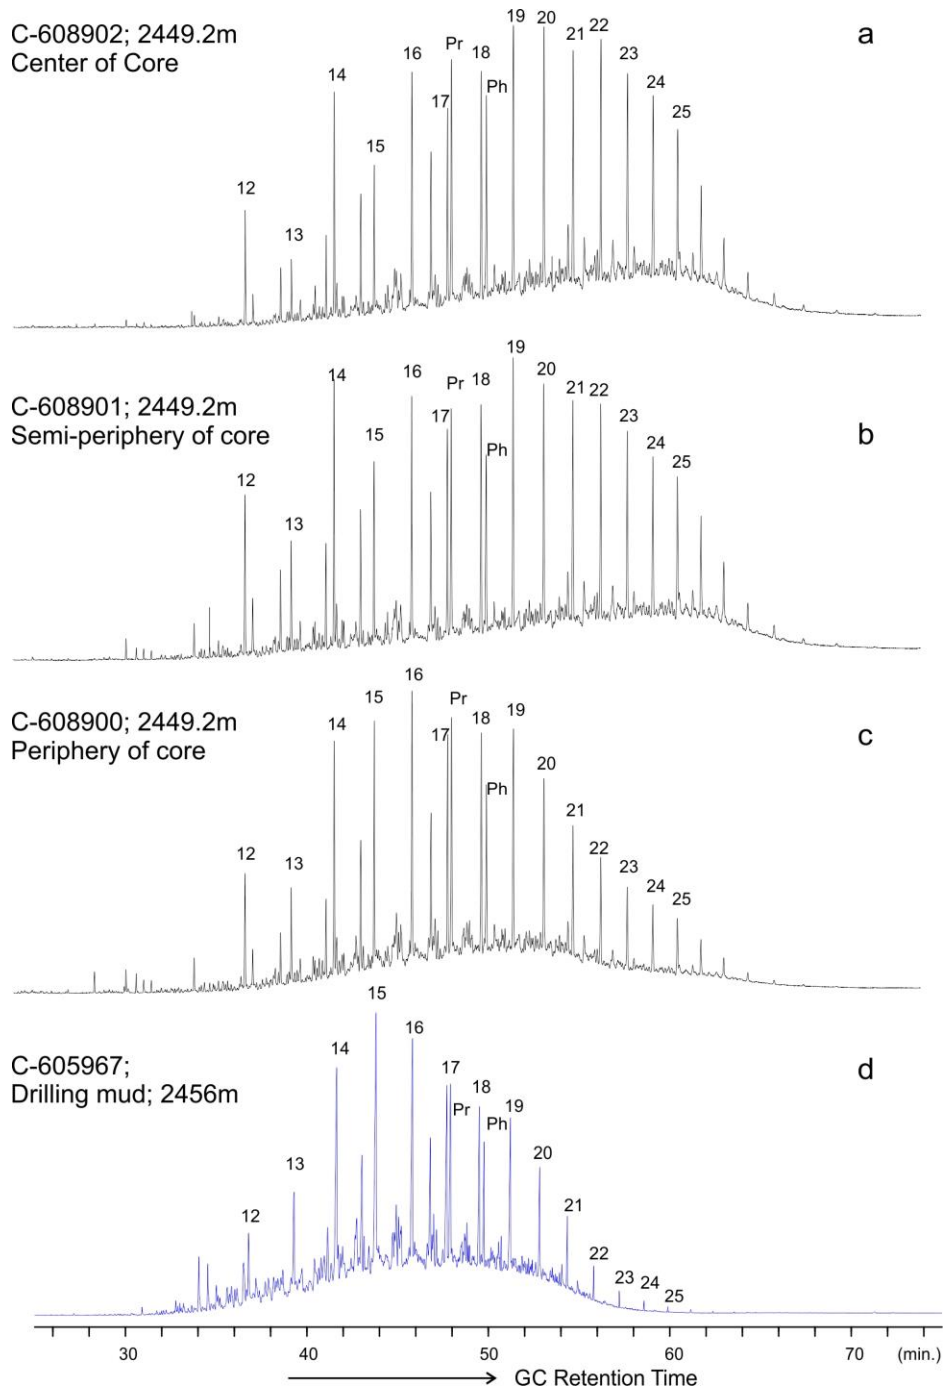 C-608902; 2449.2m
Center of Core
a
12
13
14
15
16
17
Pr
18
Ph
19
20
21
22
23
24
25
C-608901; 2449.2m
Semi-periphery of core
b
12
13
14
15
16
17
Pr
18
Ph
19
20
21
22
23
24
25
C-608900; 2449.2m
Periphery of core
c
12
13
14
15
16
17
Pr
18
Ph
19
20
21
22
23
24
25
C-605967;
Drilling mud; 2456m
d
12
13
14
15
16
17
Pr
18
Ph
19
20
21
22
23
24
25
30
40
50
60
70
(min.)
GC Retention Time